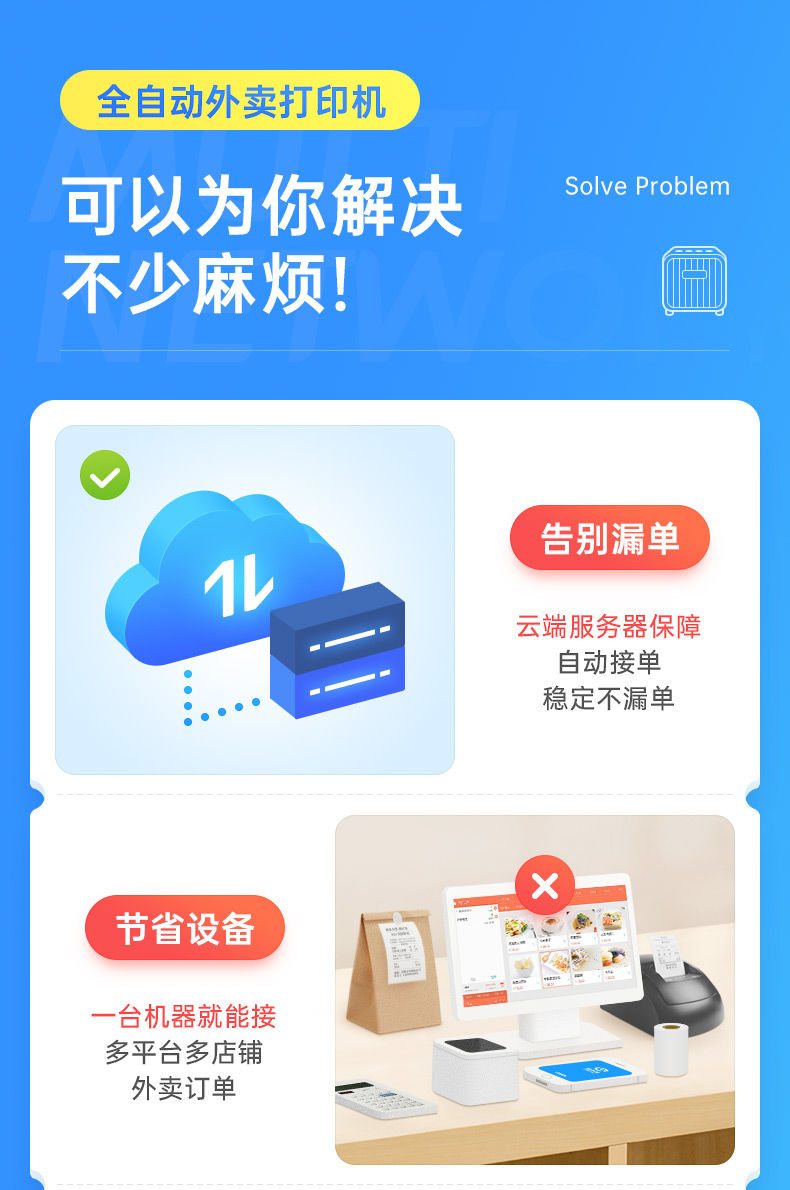 全自动外卖打印机
可以为你解决
不少麻烦!
Solve Problem
MULTI
NETWO
告别漏单
云端服务器保障
自动接单
稳定不漏单
节省设备
一台机器就能接
多平台多店铺
外卖订单